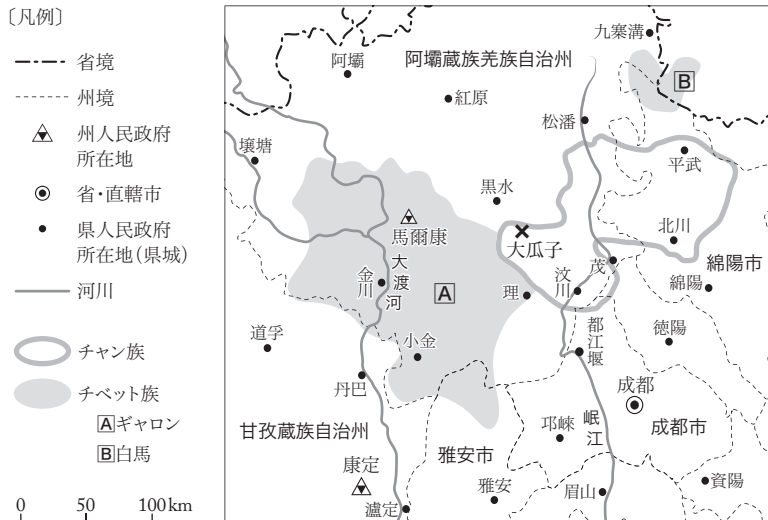 〔凡例〕
省境
州境
州人民政府
所在地
省・直轄市
県人民政府
所在地(県城)
河川
チャン族
チベット族
Aギャロン
B白馬
0 50 100km
九寨溝
阿壩蔵族羌族自治州
阿壩
B
紅原
松潘
壤塘
平武
黒水
馬爾康
大瓜子
北川
綿陽市
大渡河
金川
A
理
汶川
茂
綿陽
道孚
小金
都江堰
徳陽
丹巴
成都
甘孜蔵族自治州
邛崍
岷江
成都市
雅安市
康定
資陽
雅安
眉山
瀘定